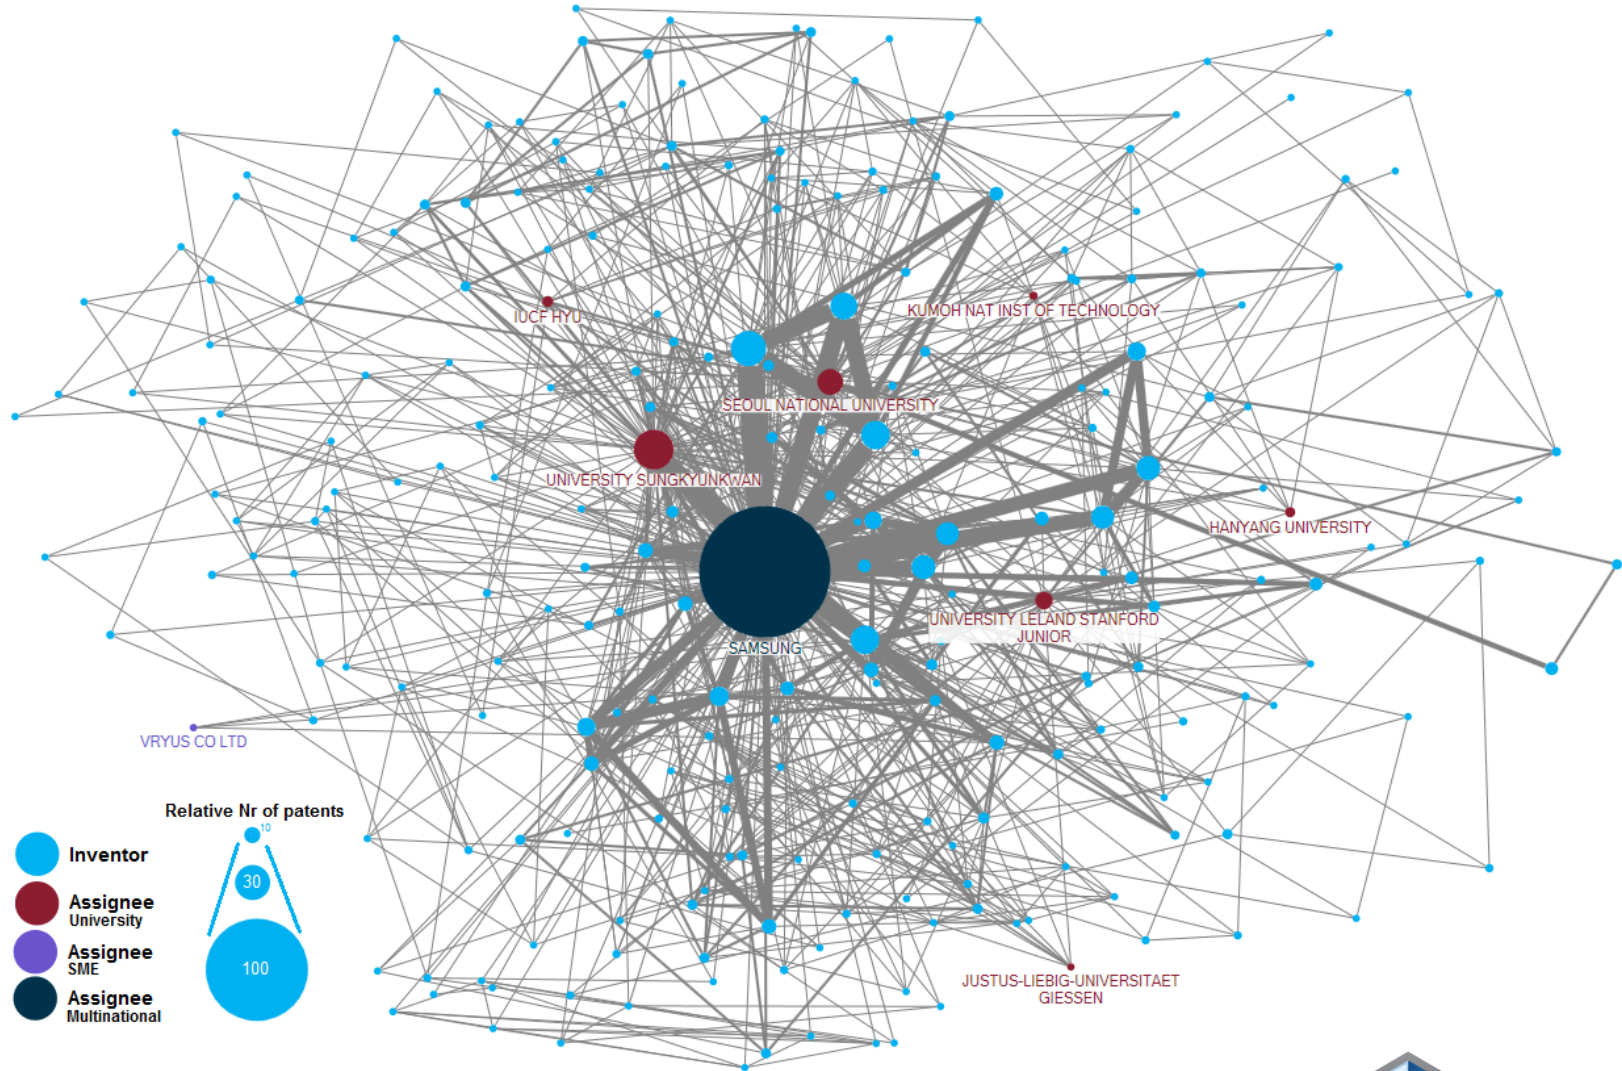 IUCF HYU
KUMOH NAT INST OF TECHNOLOGY
SEOUL NATIONAL UNIVERSITY
UNIVERSITY SUNGKYUNKWAN
HANYANG UNIVERSITY
UNIVERSITY LELAND STANFORD
JUNIOR
SAMSUNG
VRYUS CO LTD
JUSTUS-LIEBIG-UNIVERSITAET
GIESSEN
Relative Nr of patents
10
30
100
Inventor
Assignee
University
Assignee
SME
Assignee
Multinational